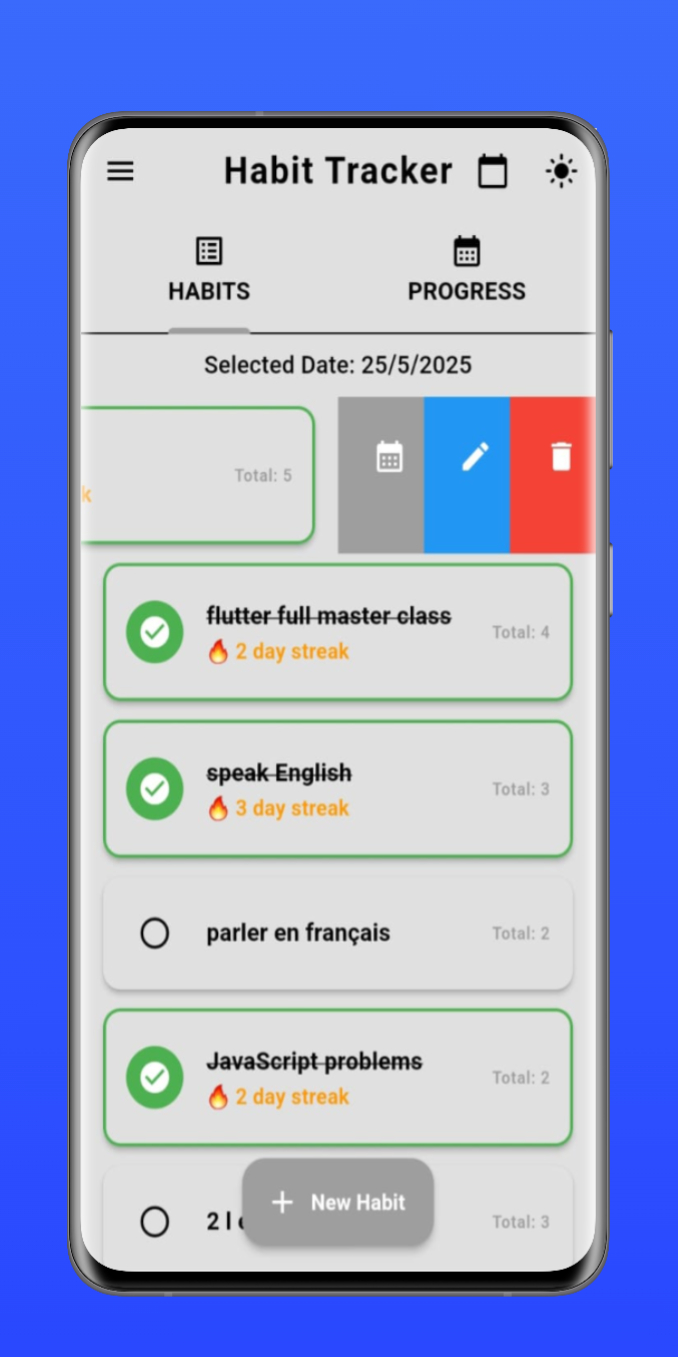 Habit Tracker
HABITS
PROGRESS
Selected Date: 25/5/2025
k
Total: 5
flutter full master class
🔥 2 day streak
Total: 4
speak English
🔥 3 day streak
Total: 3
parler en français
Total: 2
JavaScript problems
🔥 2 day streak
Total: 2
2 l
Total: 3
+ New Habit